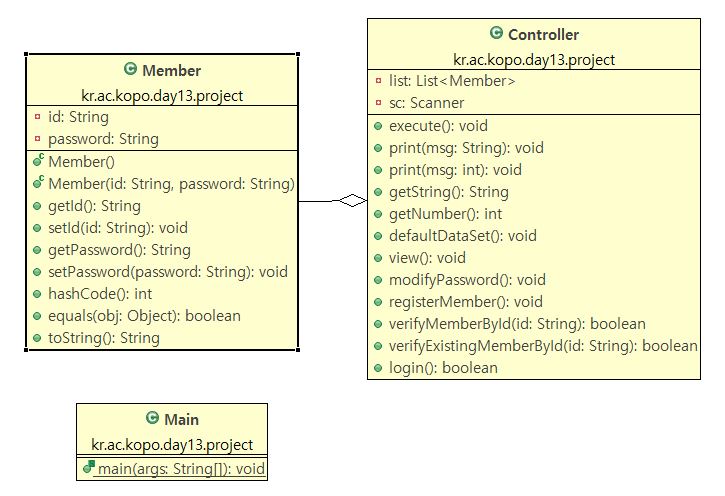 Member
kr.ac.kopo.day13.project
id: String
password: String
Member()
Member(id: String, password: String)
getId(): String
setId(id: String): void
getPassword(): String
setPassword(password: String): void
hashCode(): int
equals(obj: Object): boolean
toString(): String
Controller
kr.ac.kopo.day13.project
list: List<Member>
sc: Scanner
execute(): void
print(msg: String): void
print(msg: int): void
getString(): String
getNumber(): int
defaultDataSet(): void
view(): void
modifyPassword(): void
registerMember(): void
verifyMemberById(id: String): boolean
verifyExistingMemberById(id: String): boolean
login(): boolean
Main
kr.ac.kopo.day13.project
main(args: String[]): void